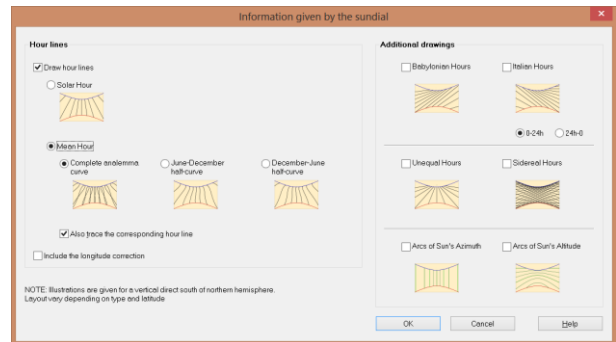 Information given by the sundial
Hour lines
Draw hour lines
Solar Hour
Mean Hour
Complete analemma
curve
June-December
half-curve
December-June
half-curve
Also trace the corresponding hour line
Include the longitude correction
NOTE: Illustrations are given for a vertical direct south of northern hemisphere.
Layout vary depending on type and latitude
Additional drawings
Babylonian Hours
Italian Hours
0-24h
24h-0
Unequal Hours
Sidereal Hours
Arcs of Sun's Azimuth
Arcs of Sun's Altitude
OK
Cancel
Help